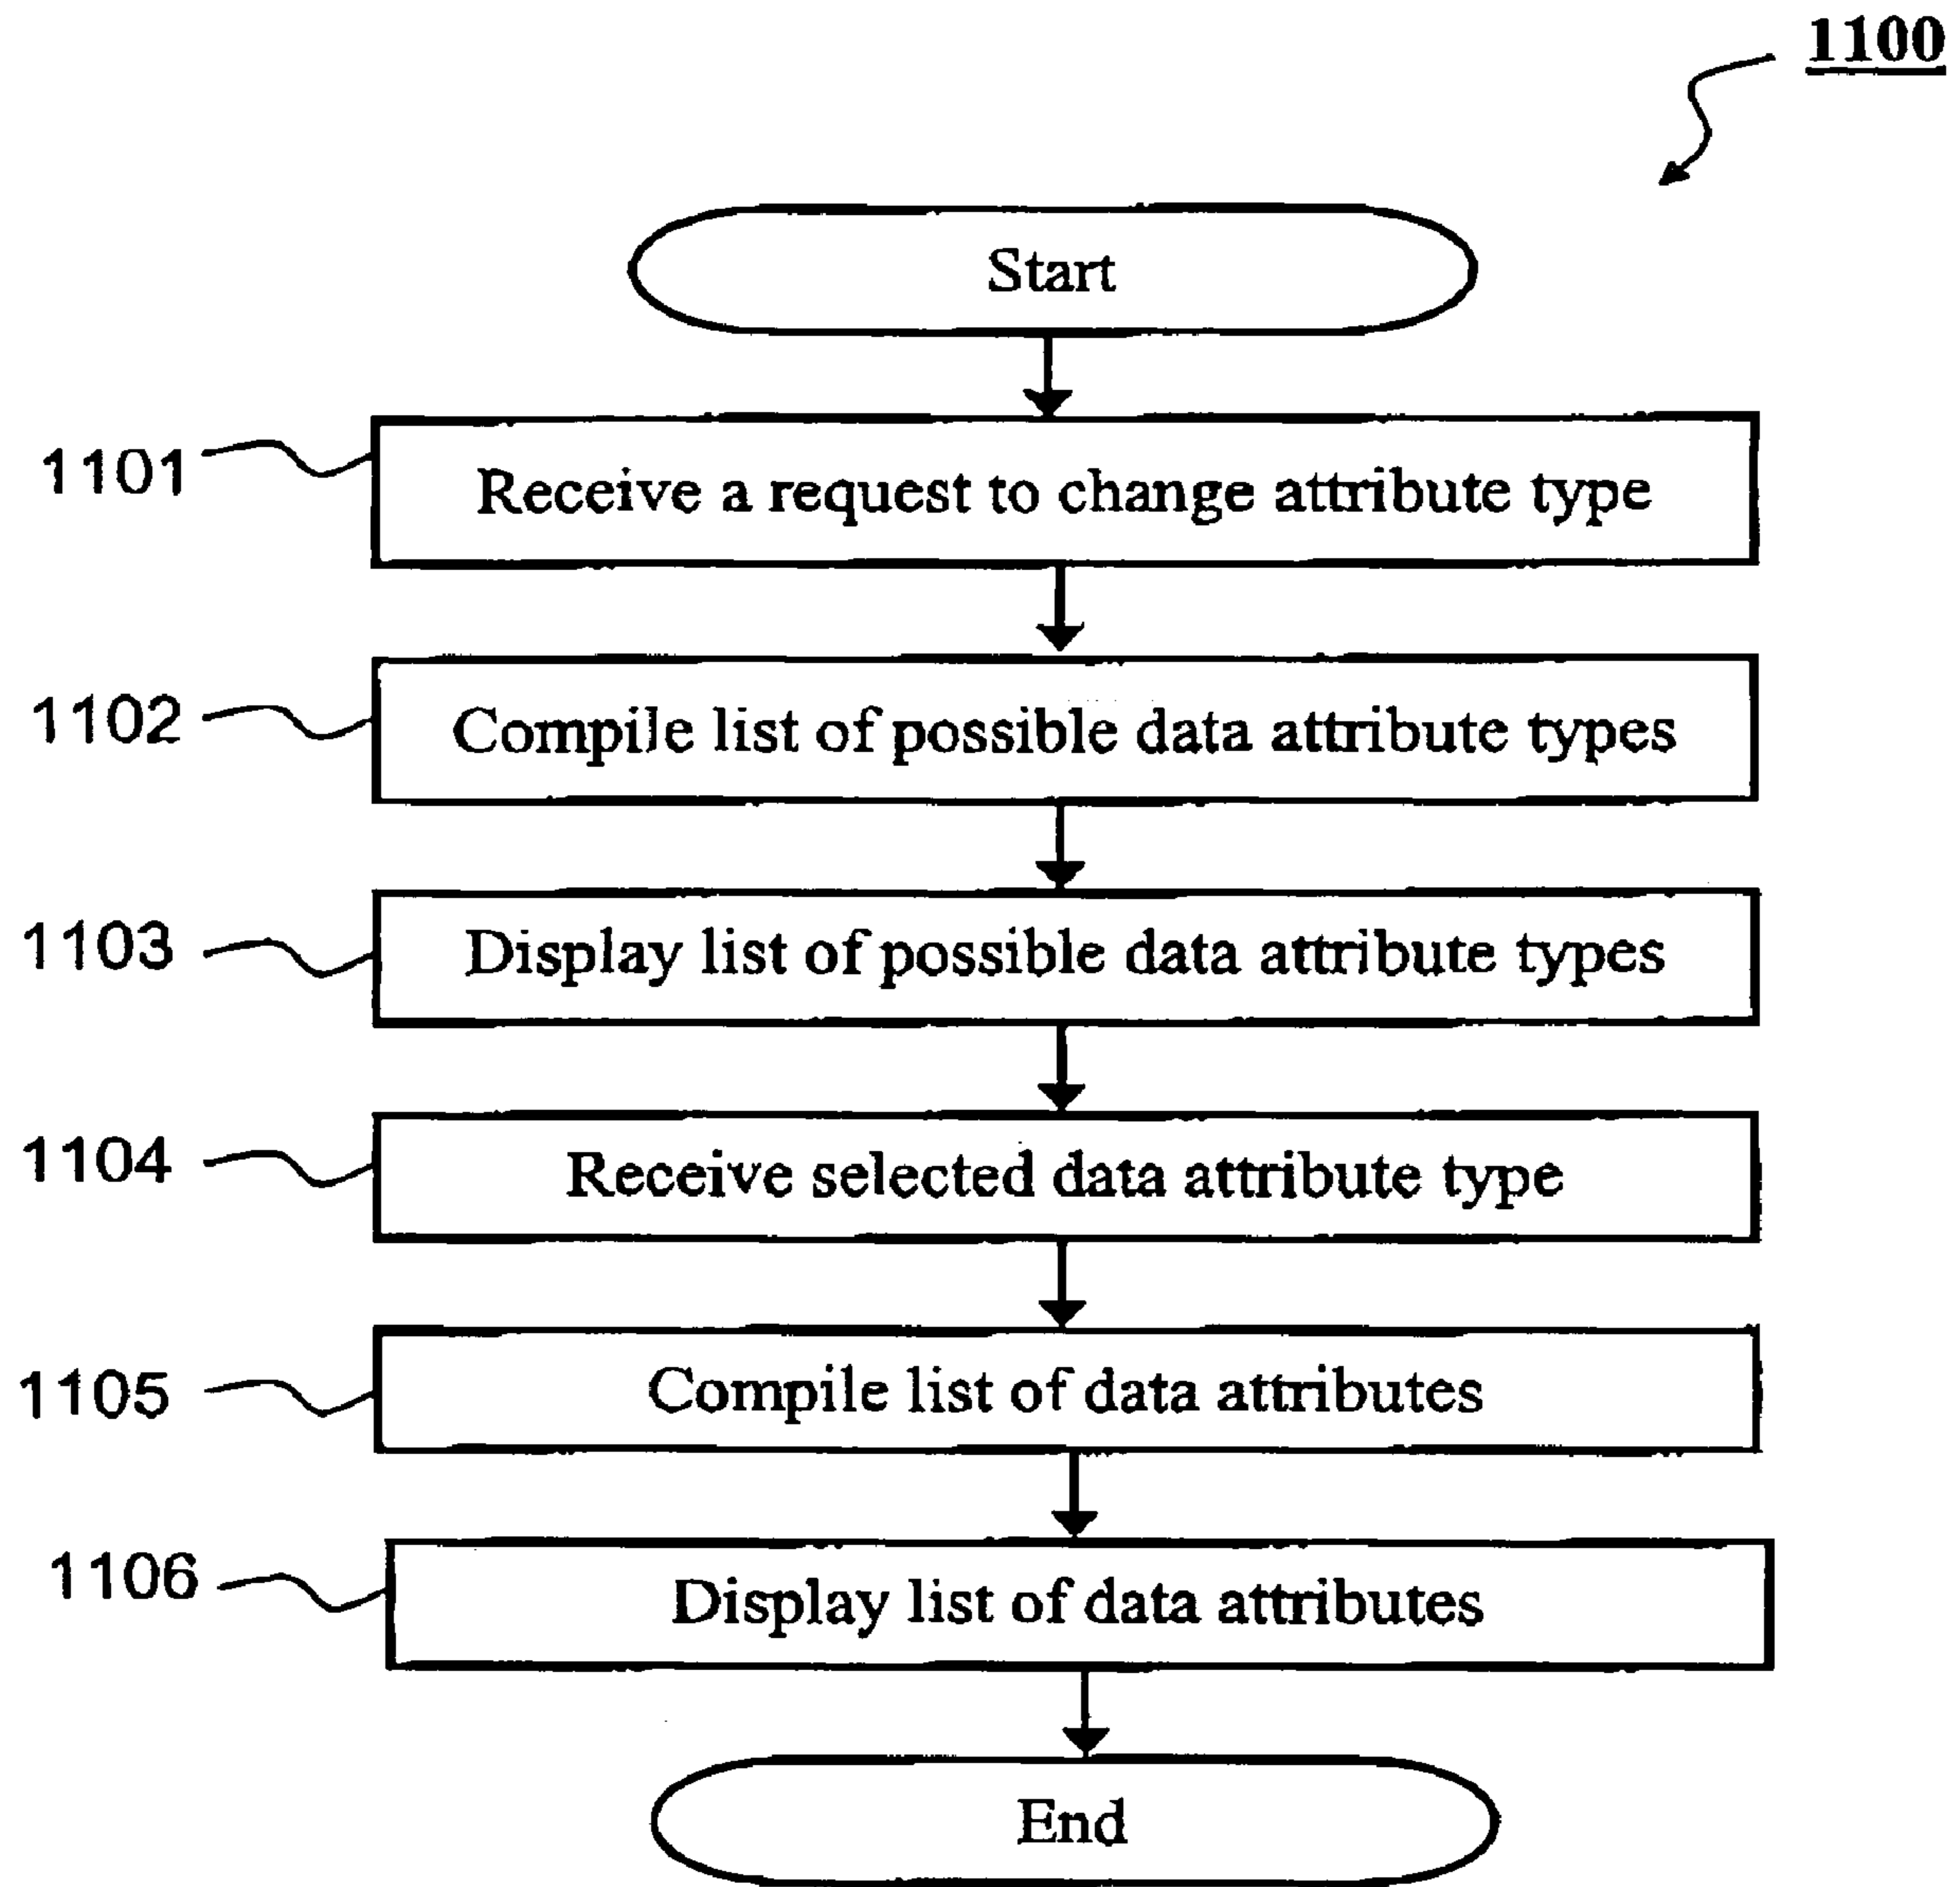 1100
Start
1101
Receive a request to change attribute type
1102
Compile list of possible data attribute types
1103
Display list of possible data attribute types
1104
Receive selected data attribute type
1105
Compile list of data attributes
1106
Display list of data attributes
End